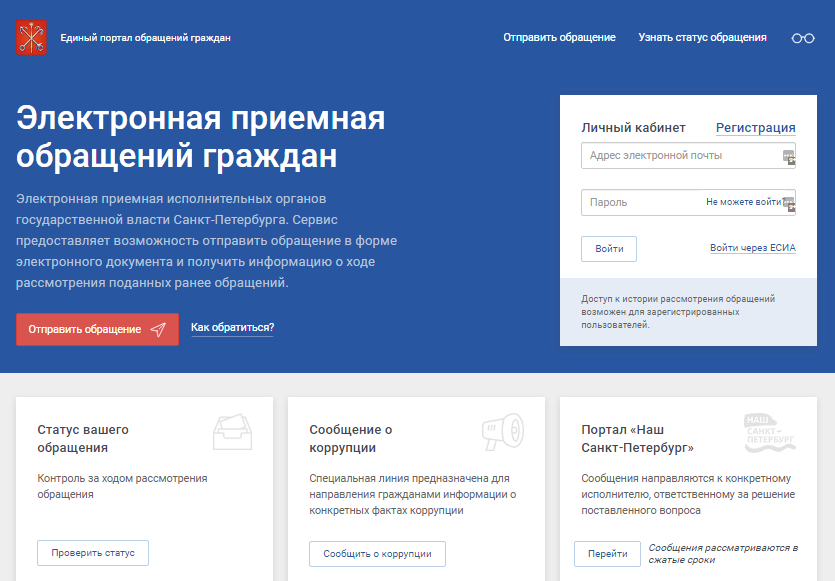 Единый портал обращений граждан
Отправить обращение
Узнать статус обращения
Электронная приемная
обращений граждан
Электронная приемная исполнительных органов
государственной власти Санкт-Петербурга. Сервис
предоставляет возможность отправить обращение в форме
электронного документа и получить информацию о ходе
рассмотрения поданных ранее обращений.
Отправить обращение
Как обратиться?
Личный кабинет
Регистрация
Адрес электронной почты
Пароль
Не можете войти?
Войти
Войти через ЕСИА
Доступ к истории рассмотрения обращений
возможен для зарегистрированных
пользователей.
Статус вашего
обращения
Контроль за ходом рассмотрения
обращения
Проверить статус
Сообщение о
коррупции
Специальная линия предназначена для
направления гражданами информации о
конкретных фактах коррупции
Сообщить о коррупции
Портал «Наш
Санкт-Петербург»
НАШ
САНКТ-
ПЕТЕРБУРГ
Сообщения направляются к конкретному
исполнителю, ответственному за решение
поставленного вопроса
Перейти
Сообщения рассматриваются в
сжатые сроки